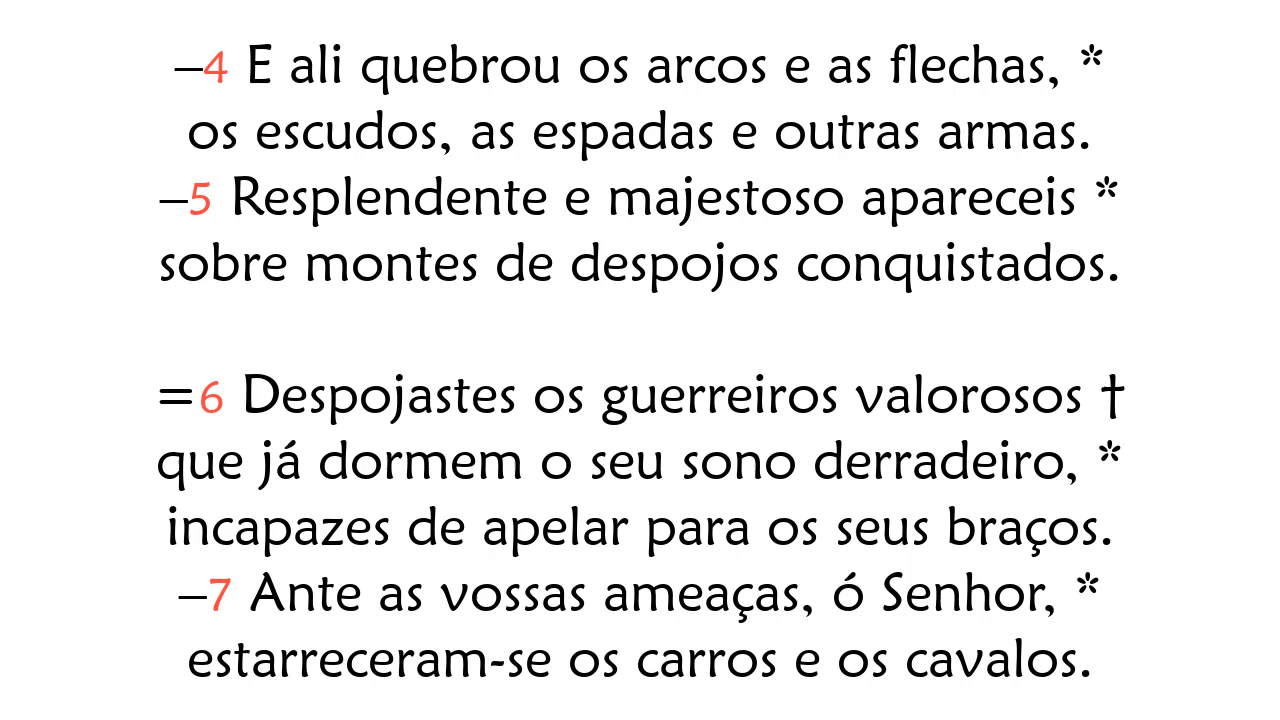 –4 E ali quebrou os arcos e as flechas, *
os escudos, as espadas e outras armas.
–5 Resplendente e majestoso apareceis *
sobre montes de despojos conquistados.
=6 Despojastes os guerreiros valorosos †
que já dormem o seu sono derradeiro, *
incapazes de apelar para os seus braços.
–7 Ante as vossas ameaças, ó Senhor, *
estarreceram-se os carros e os cavalos.